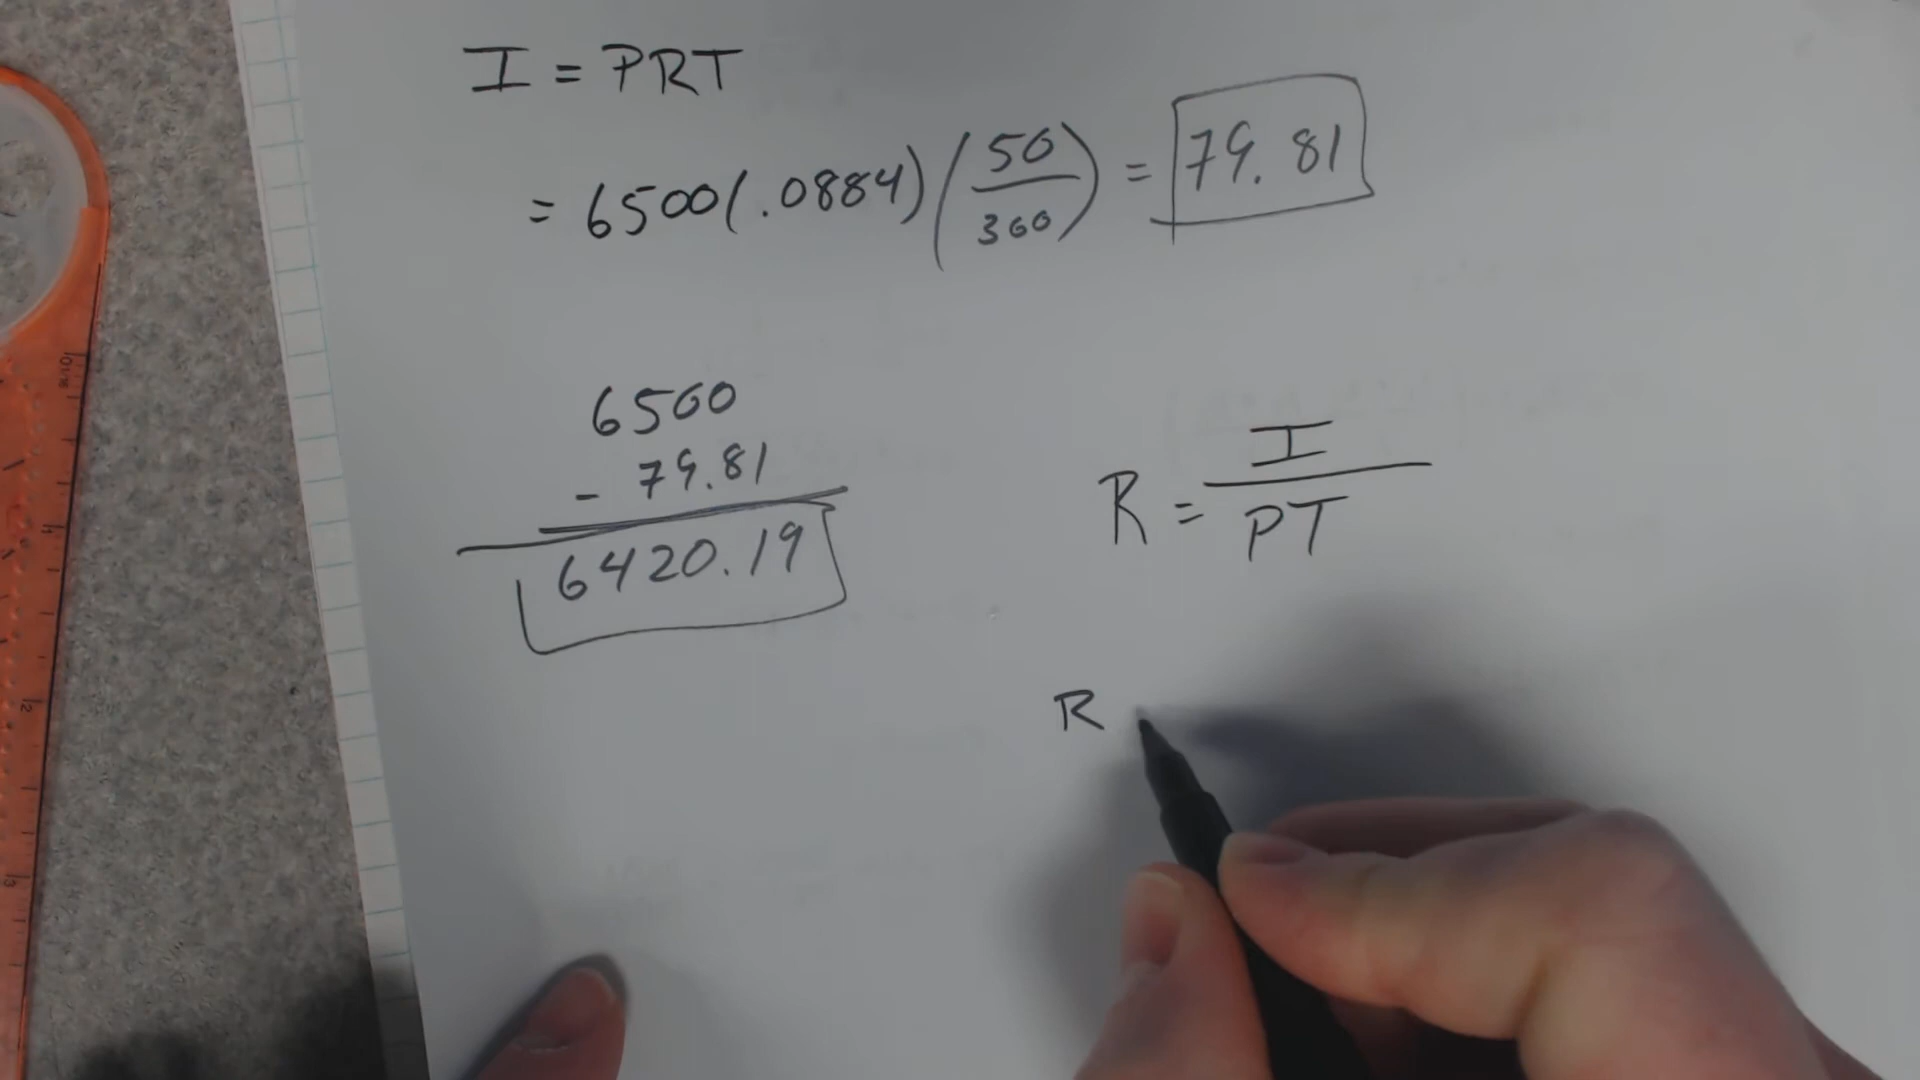 I = PRT
= 6500(.0884)(50/360) = 79.81
6500
- 79.81
6420.19
R = I/PT
R